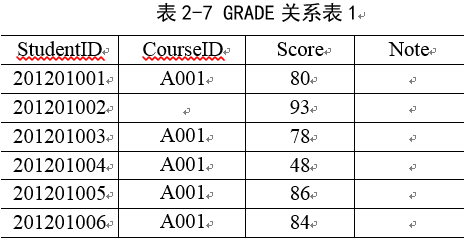 表2-7 GRADE 关系表1
StudentID CourseID Score Note
201201001 A001 80
201201002 93
201201003 A001 78
201201004 A001 48
201201005 A001 86
201201006 A001 84